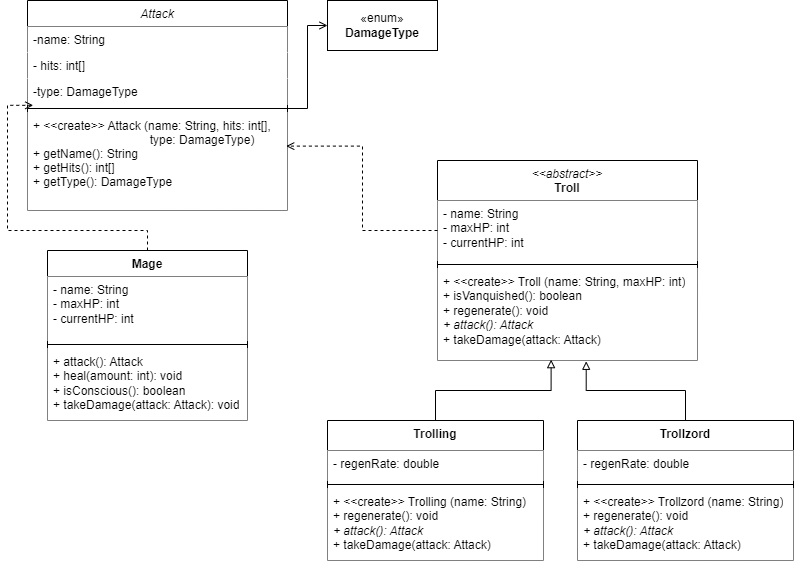 Attack
-name: String
- hits: int[]
-type: DamageType
+ <<create>> Attack (name: String, hits: int[],
type: DamageType)
+ getName(): String
+ getHits(): int[]
+ getType(): DamageType
«enum»
DamageType
<<abstract>>
Troll
- name: String
- maxHP: int
- currentHP: int
+ <<create>> Troll (name: String, maxHP: int)
+ isVanquished(): boolean
+ regenerate(): void
+ attack(): Attack
+ takeDamage(attack: Attack)
Mage
- name: String
- maxHP: int
- currentHP: int
+ attack(): Attack
+ heal(amount: int): void
+ isConscious(): boolean
+ takeDamage(attack: Attack): void
Trolling
- regenRate: double
+ <<create>> Trolling (name: String)
+ regenerate(): void
+ attack(): Attack
+ takeDamage(attack: Attack)
Trollzord
- regenRate: double
+ <<create>> Trollzord (name: String)
+ regenerate(): void
+ attack(): Attack
+ takeDamage(attack: Attack)